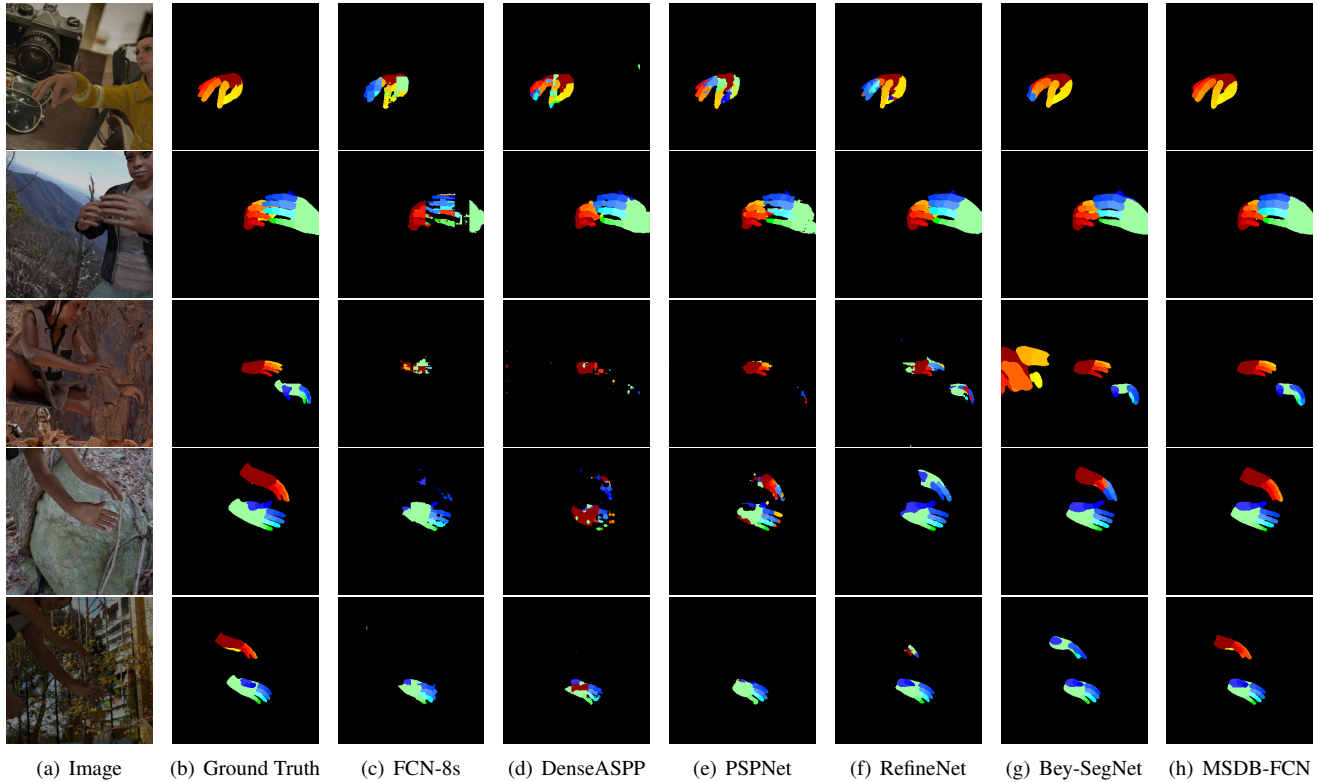 (a) Image (b) Ground Truth (c) FCN-8s (d) DenseASPP (e) PSPNet (f) RefineNet (g) Bey-SegNet (h) MSDB-FCN